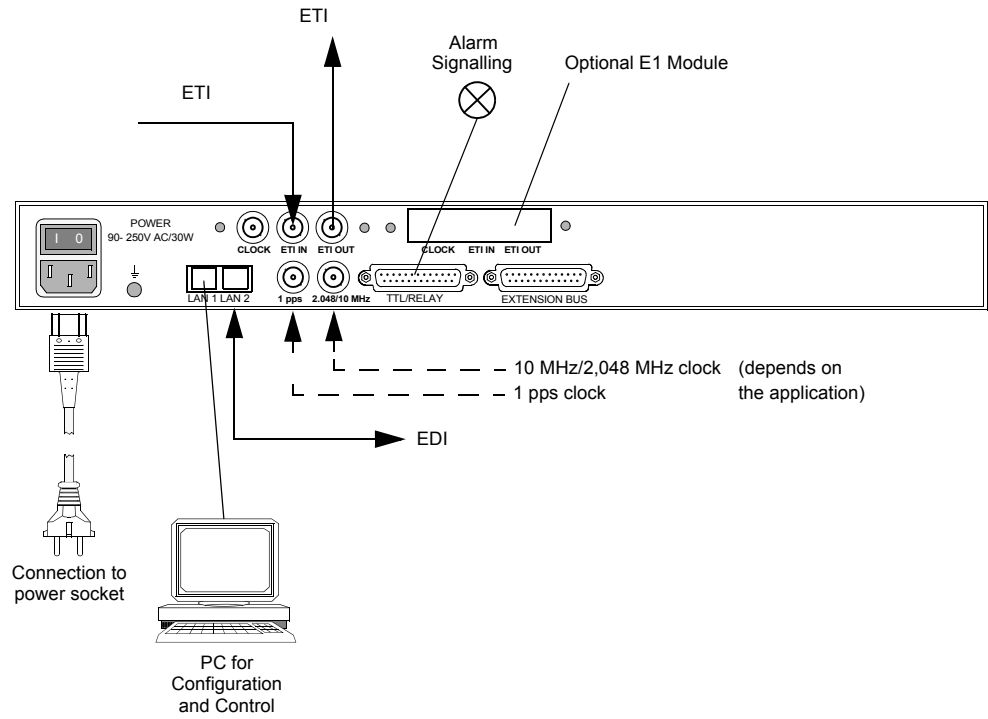 ETI
Alarm
Signalling
Optional E1 Module
ETI
POWER
90- 250V AC/30W
I 0
CLOCK ETI IN ETI OUT
CLOCK ETI IN ETI OUT
LAN 1 LAN 2
1 pps 2.048/10 MHz
TTL/RELAY
EXTENSION BUS
10 MHz/2,048 MHz clock (depends on
1 pps clock the application)
EDI
Connection to
power socket
PC for
Configuration
and Control